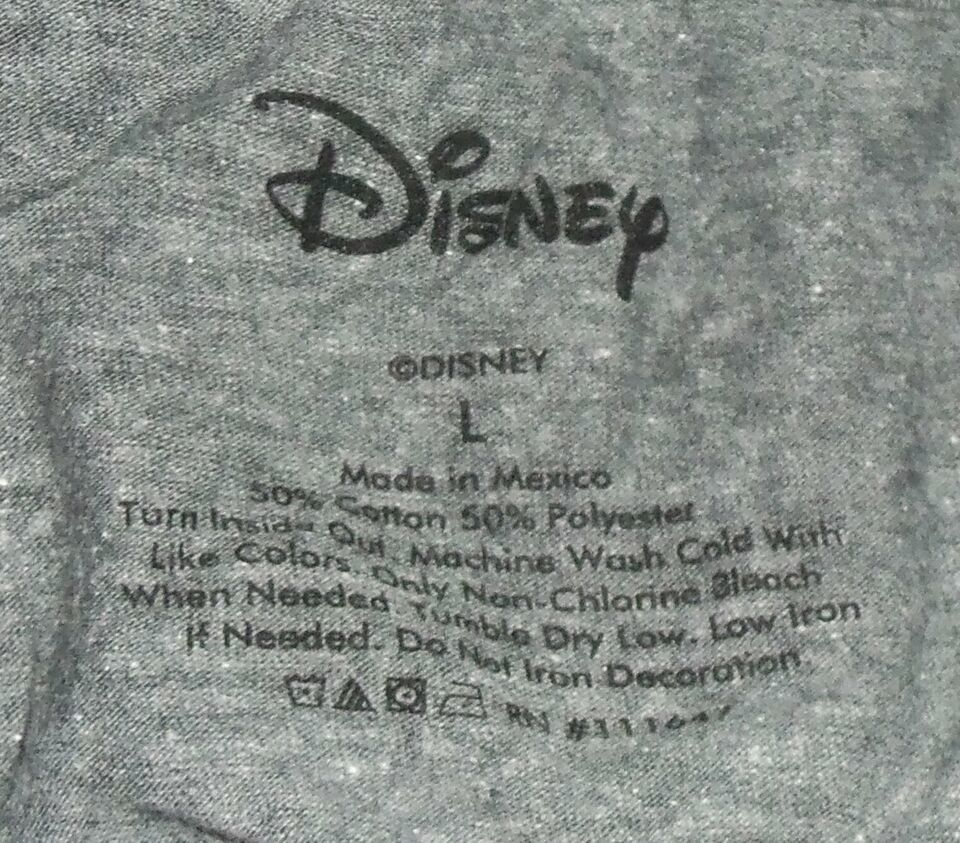 Disney
©DISNEY
L
Made in Mexico
50% Cotton 50% Polyester
Turn Inside Out. Machine Wash Cold With
Like Colors. Only Non-Chlorine Bleach
When Needed. Tumble Dry Low. Low Iron
If Needed. Do Not Iron Decoration.
RN